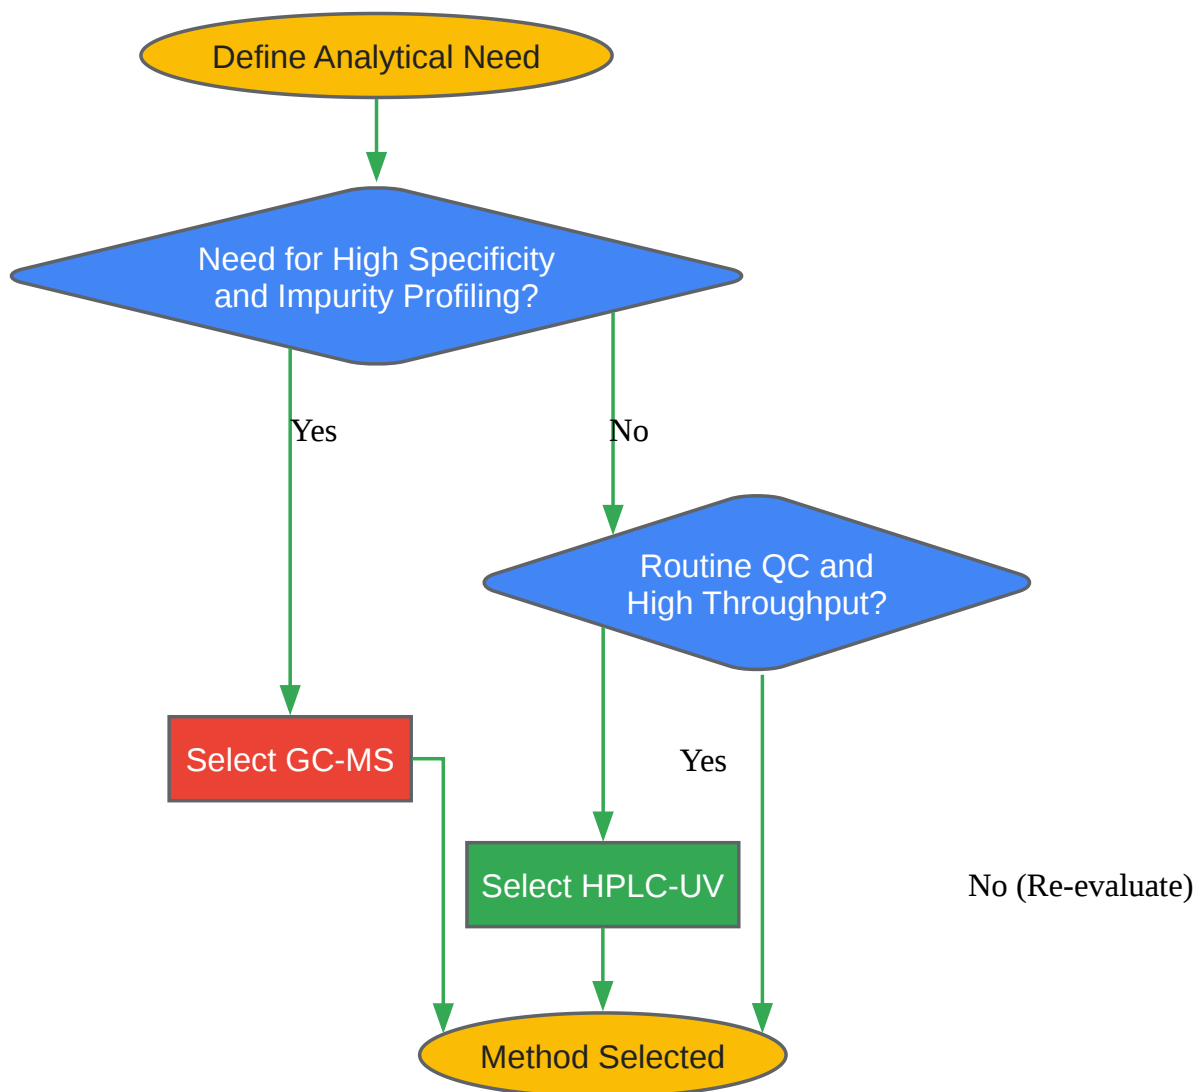 Define Analytical Need
Need for High Specificity
and Impurity Profiling?
Yes
No
Routine QC and
High Throughput?
Select GC-MS
Yes
Select HPLC-UV
No (Re-evaluate)
Method Selected